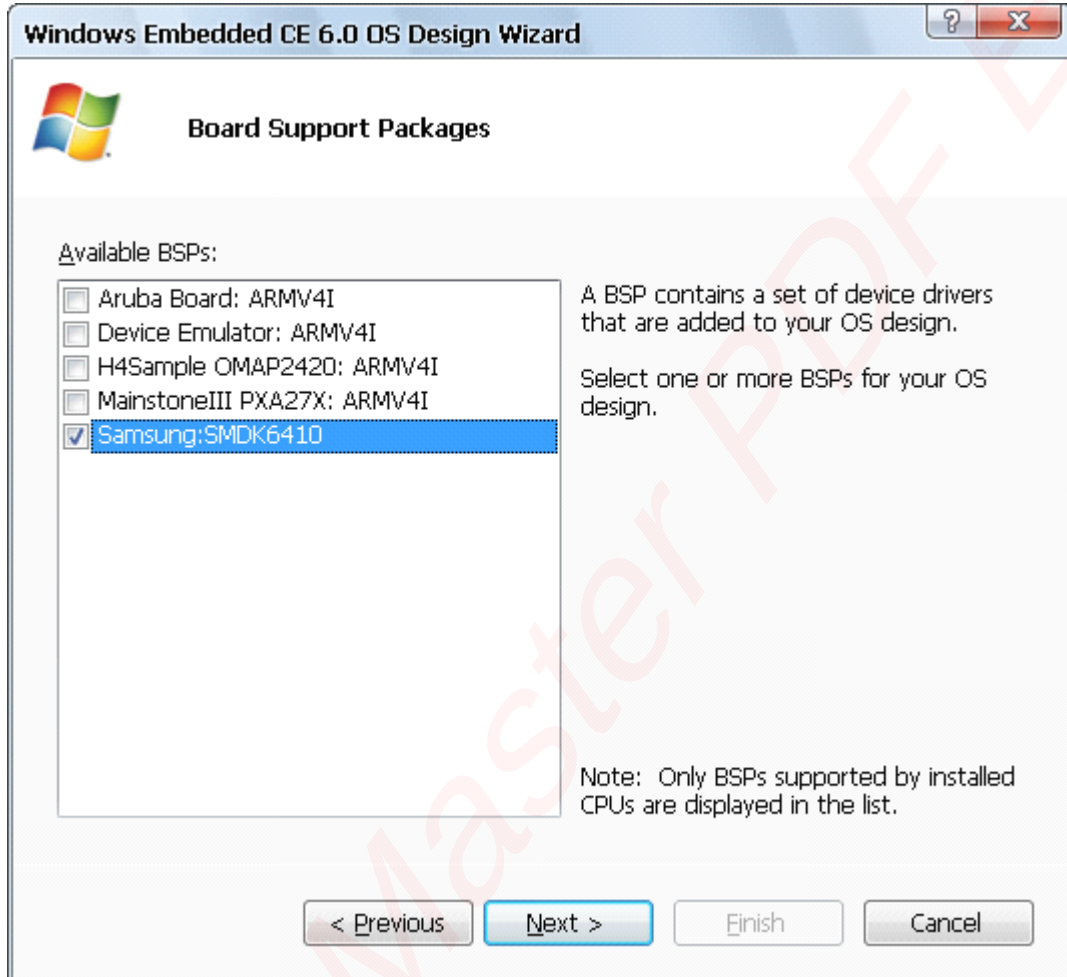 Windows Embedded CE 6.0 OS Design Wizard
Board Support Packages
Available BSPs:
Aruba Board: ARMV4I
Device Emulator: ARMV4I
H4Sample OMAP2420: ARMV4I
MainstoneIII PXA27X: ARMV4I
Samsung:SMDK6410
A BSP contains a set of device drivers
that are added to your OS design.
Select one or more BSPs for your OS
design.
Note: Only BSPs supported by installed
CPUs are displayed in the list.
< Previous
Next >
Finish
Cancel
Master PDF